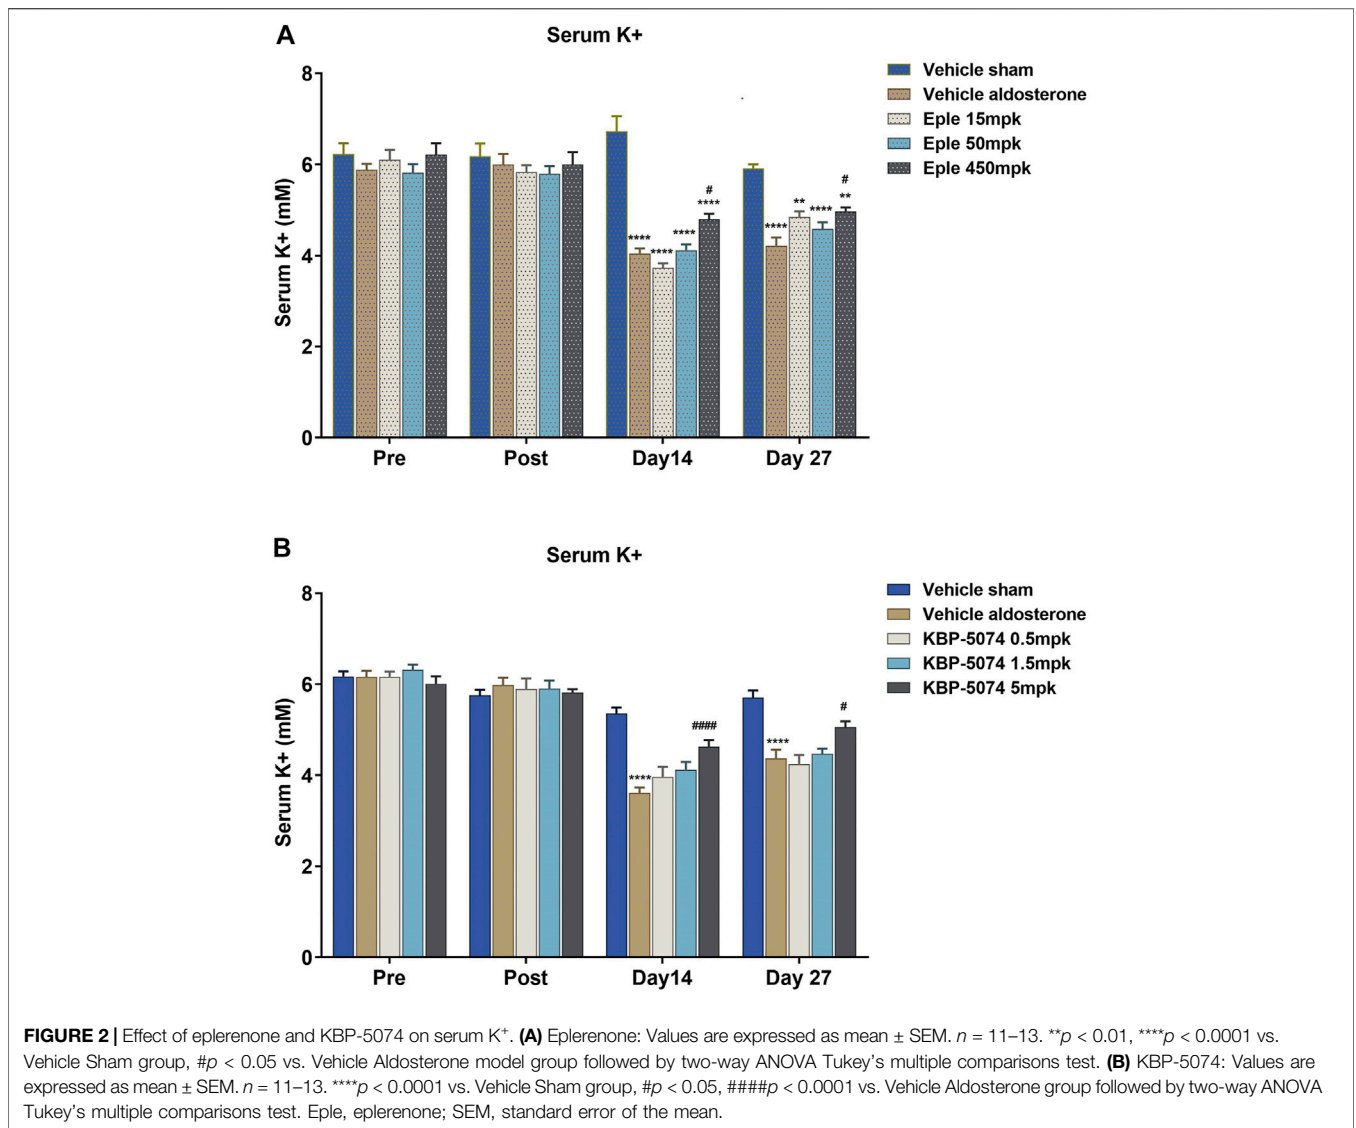 A
Serum K+
Vehicle sham
Vehicle aldosterone
Eple 15mpk
Eple 50mpk
Eple 450mpk
Serum K+ (mM)
8
6
4
2
0
**** **** **** **** #
**** ** **** ** #
Pre Post Day14 Day 27
B
Serum K+
Vehicle sham
Vehicle aldosterone
KBP-5074 0.5mpk
KBP-5074 1.5mpk
KBP-5074 5mpk
Serum K+ (mM)
8
6
4
2
0
**** ####
**** #
Pre Post Day14 Day 27
FIGURE 2 | Effect of eplerenone and KBP-5074 on serum K⁺. (A) Eplerenone: Values are expressed as mean ± SEM. n = 11–13. **p < 0.01, ****p < 0.0001 vs.
Vehicle Sham group, #p < 0.05 vs. Vehicle Aldosterone model group followed by two-way ANOVA Tukey's multiple comparisons test. (B) KBP-5074: Values are
expressed as mean ± SEM. n = 11–13. ****p < 0.0001 vs. Vehicle Sham group, #p < 0.05, ####p < 0.0001 vs. Vehicle Aldosterone group followed by two-way ANOVA
Tukey's multiple comparisons test. Eple, eplerenone; SEM, standard error of the mean.